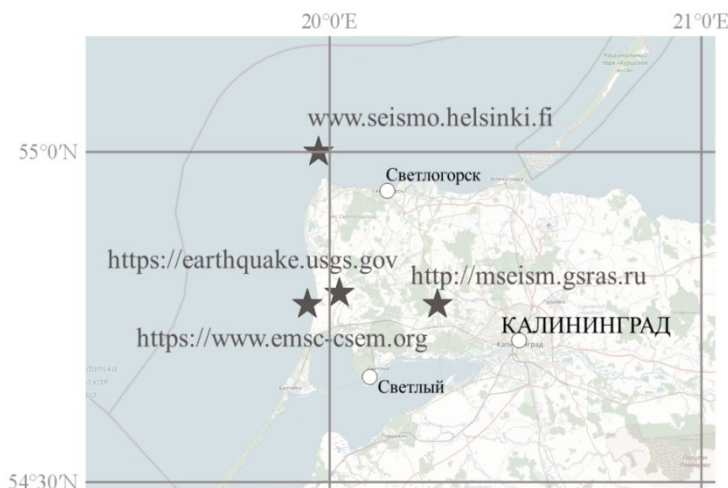 20°0'E 21°0'E
www.seismo.helsinki.fi
55°0'N
Светлогорск
https://earthquake.usgs.gov
http://mseism.gsras.ru
КАЛИНИНГРАД
https://www.emsc-csem.org
Калининград
Светлый
54°30'N